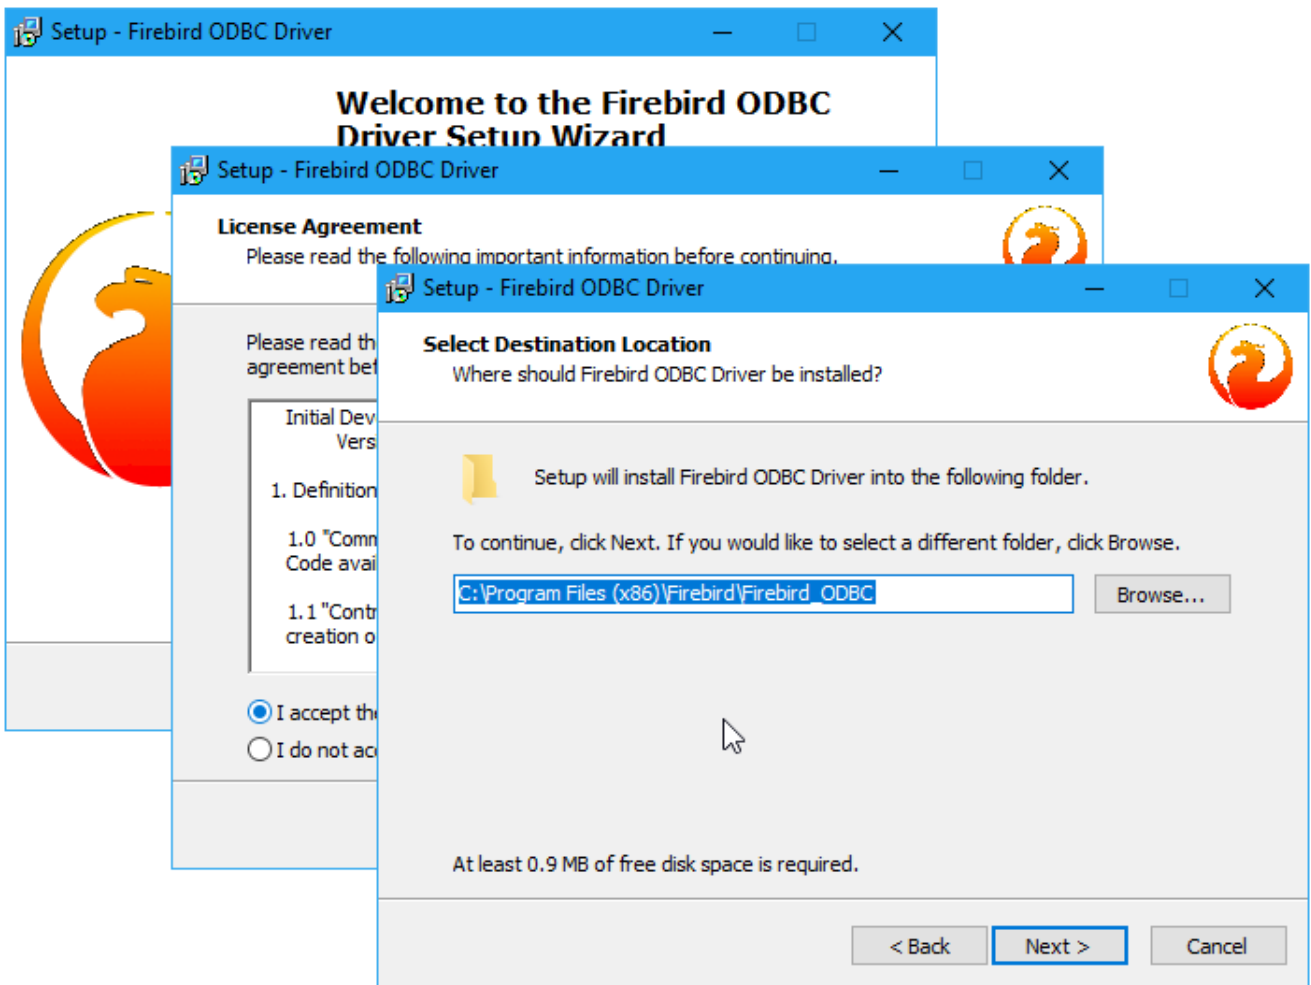 Setup - Firebird ODBC Driver
Welcome to the Firebird ODBC
Driver Setup Wizard
Setup - Firebird ODBC Driver
License Agreement
Please read the following important information before continuing.
Please read th
agreement bef
Initial Dev
Vers
1. Definition
1.0 "Comm
Code avai
1.1 "Contr
creation o
I accept the
I do not acc
Setup - Firebird ODBC Driver
Select Destination Location
Where should Firebird ODBC Driver be installed?
Setup will install Firebird ODBC Driver into the following folder.
To continue, click Next. If you would like to select a different folder, click Browse.
C:\Program Files (x86)\Firebird\Firebird_ODBC
Browse...
At least 0.9 MB of free disk space is required.
< Back
Next >
Cancel